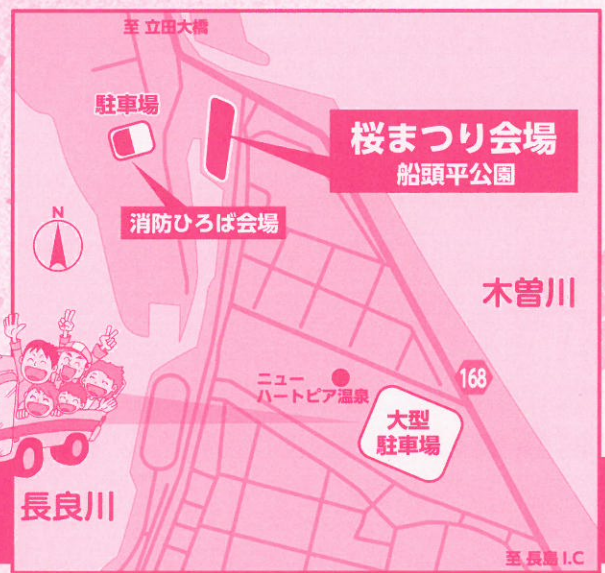 至 立田大橋
駐車場
桜まつり会場
船頭平公園
消防ひろば会場
N
木曽川
ニュー
ハートピア温泉
168
大型
駐車場
長良川
至 長島 I.C